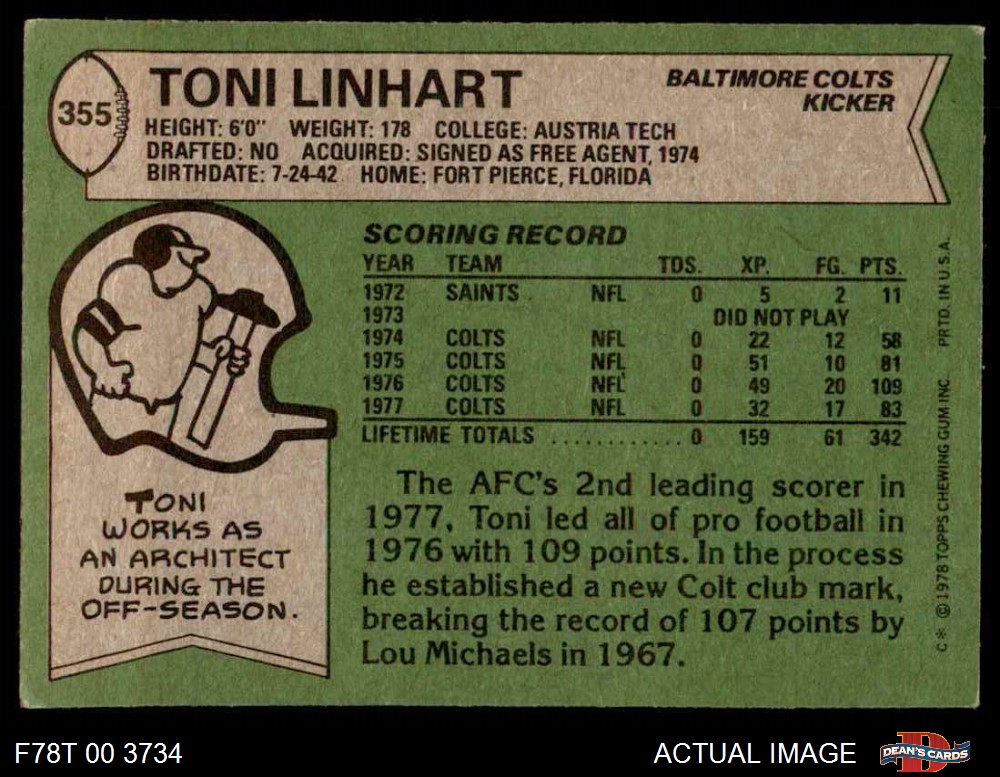 355
TONI LINHART
BALTIMORE COLTS
KICKER
HEIGHT: 6'0" WEIGHT: 178 COLLEGE: AUSTRIA TECH
DRAFTED: NO ACQUIRED: SIGNED AS FREE AGENT, 1974
BIRTHDATE: 7-24-42 HOME: FORT PIERCE, FLORIDA
SCORING RECORD
YEAR TEAM TDS. XP. FG. PTS.
1972 SAINTS NFL 0 5 2 11
1973 DID NOT PLAY
1974 COLTS NFL 0 22 12 58
1975 COLTS NFL 0 51 10 81
1976 COLTS NFL 0 49 20 109
1977 COLTS NFL 0 32 17 83
LIFETIME TOTALS ............ 0 159 61 342
TONI
WORKS AS
AN ARCHITECT
DURING THE
OFF-SEASON.
The AFC's 2nd leading scorer in
1977, Toni led all of pro football in
1976 with 109 points. In the process
he established a new Colt club mark,
breaking the record of 107 points by
Lou Michaels in 1967.
C* © 1978 TOPPS CHEWING GUM INC. PRTD. IN U.S.A.
F78T 00 3734
ACTUAL IMAGE
D
DEAN'S CARDS